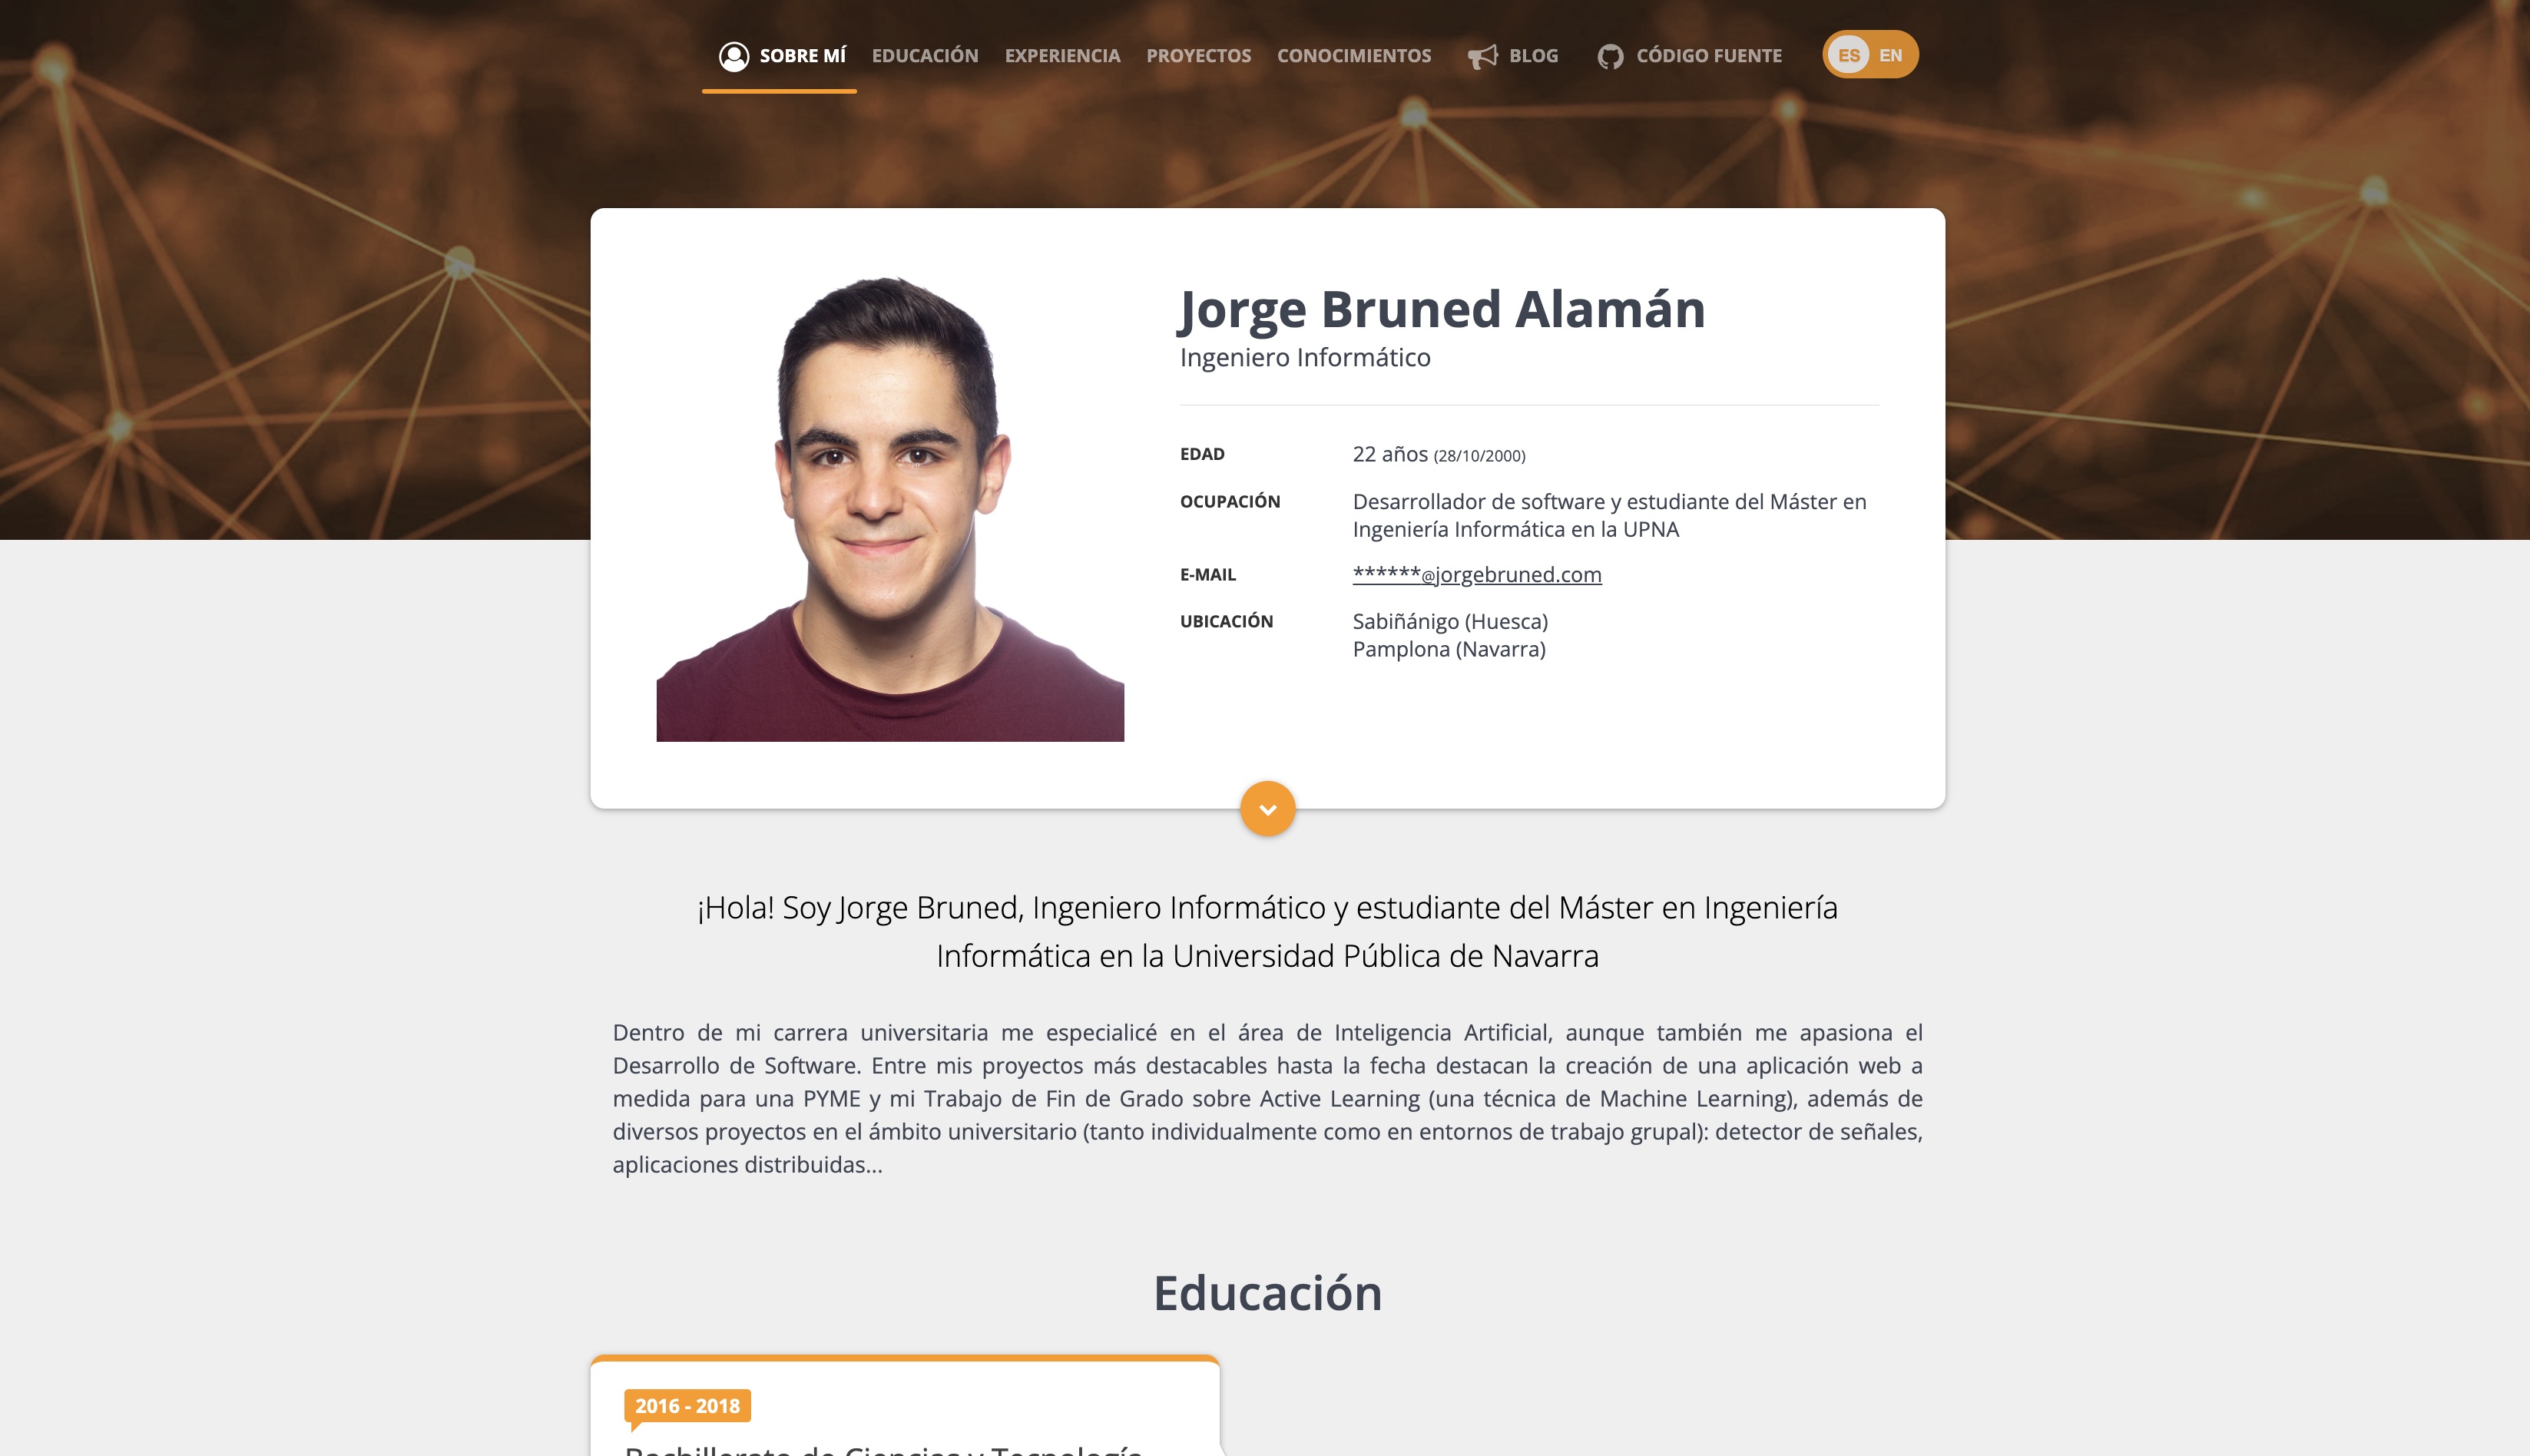 SOBRE MÍ EDUCACIÓN EXPERIENCIA PROYECTOS CONOCIMIENTOS BLOG CÓDIGO FUENTE ES EN
Jorge Bruned Alamán
Ingeniero Informático
EDAD 22 años (28/10/2000)
OCUPACIÓN Desarrollador de software y estudiante del Máster en
Ingeniería Informática en la UPNA
E-MAIL ******@jorgebruned.com
UBICACIÓN Sabiñánigo (Huesca)
Pamplona (Navarra)
¡Hola! Soy Jorge Bruned, Ingeniero Informático y estudiante del Máster en Ingeniería
Informática en la Universidad Pública de Navarra
Dentro de mi carrera universitaria me especialicé en el área de Inteligencia Artificial, aunque también me apasiona el
Desarrollo de Software. Entre mis proyectos más destacables hasta la fecha destacan la creación de una aplicación web a
medida para una PYME y mi Trabajo de Fin de Grado sobre Active Learning (una técnica de Machine Learning), además de
diversos proyectos en el ámbito universitario (tanto individualmente como en entornos de trabajo grupal): detector de señales,
aplicaciones distribuidas...
Educación
2016 - 2018
Bachillerato de Ciencias y Tecnología